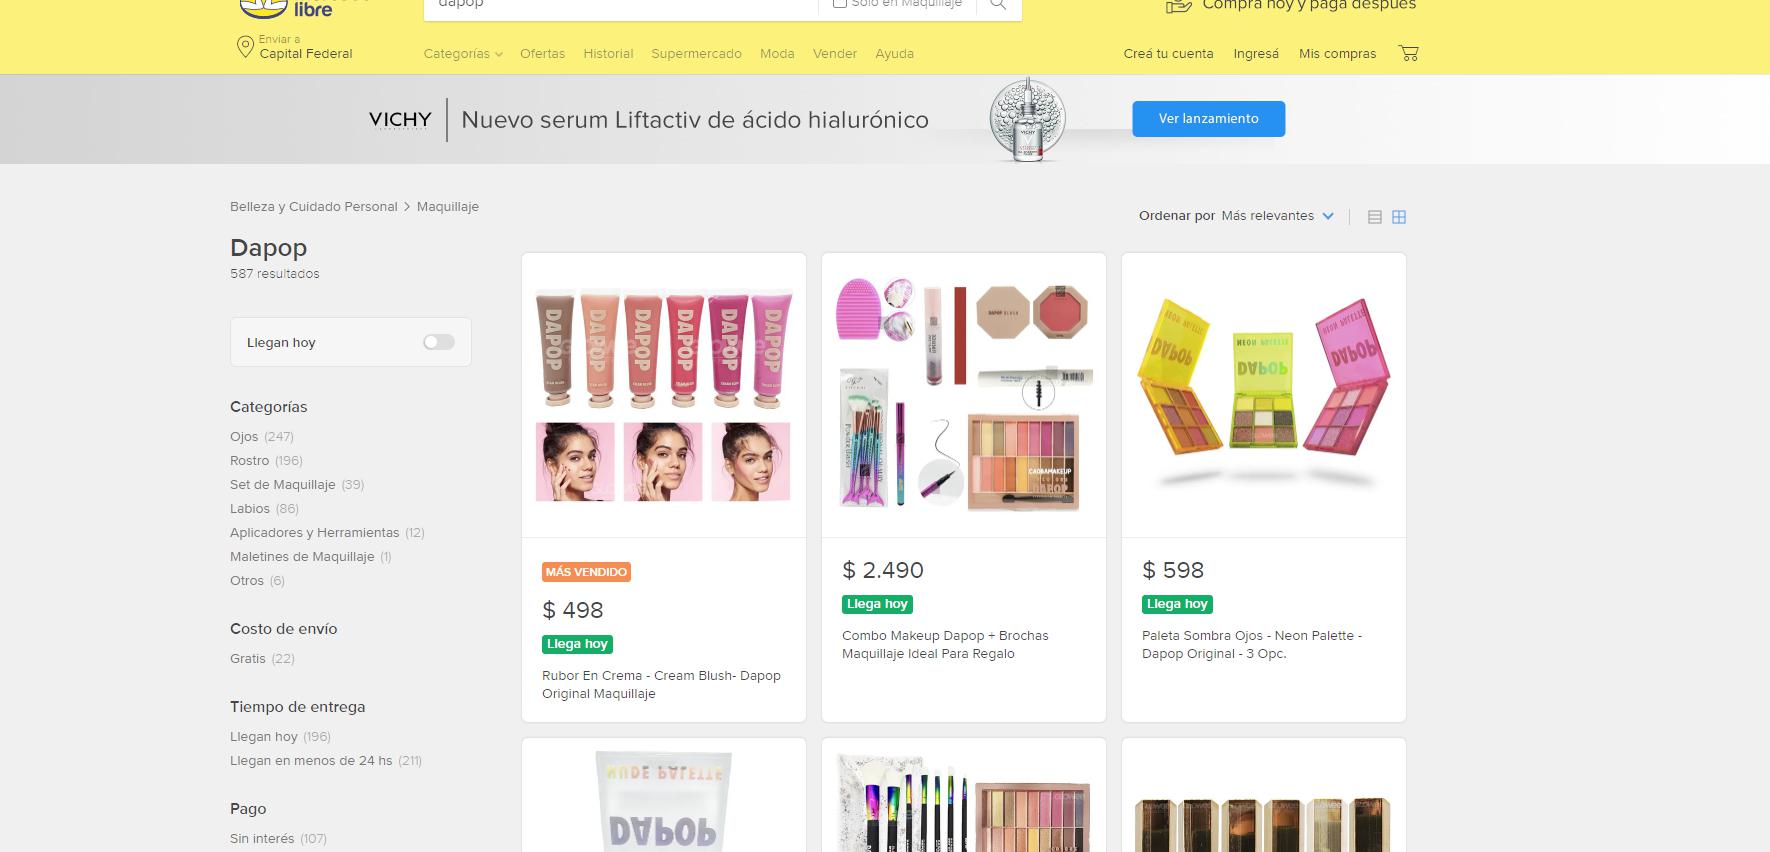 libre
dapop
Solo en Maquillaje
Compra hoy y paga después
Enviar a
Capital Federal
Categorías
Ofertas
Historial
Supermercado
Moda
Vender
Ayuda
Creá tu cuenta
Ingresá
Mis compras
VICHY
Nuevo serum Liftactiv de ácido hialurónico
VICHY
Ver lanzamiento
Belleza y Cuidado Personal > Maquillaje
Ordenar por Más relevantes
Dapop
587 resultados
Llegan hoy
Categorías
Ojos (247)
Rostro (196)
Set de Maquillaje (39)
Labios (86)
Aplicadores y Herramientas (12)
Maletines de Maquillaje (1)
Otros (6)
Costo de envío
Gratis (22)
Tiempo de entrega
Llegan hoy (196)
Llegan en menos de 24 hs (211)
Pago
Sin interés (107)
DAPOP
DAPOP
DAPOP
DAPOP
DAPOP
DAPOP
MÁS VENDIDO
$ 498
Llega hoy
Rubor En Crema - Cream Blush- Dapop
Original Maquillaje
DAPOP BLUSH
CAOBAMAKEUP
DAPOP
$ 2.490
Llega hoy
Combo Makeup Dapop + Brochas
Maquillaje Ideal Para Regalo
DAPOP
NEON
DAPOP
DAPOP
$ 598
Llega hoy
Paleta Sombra Ojos - Neon Palette -
Dapop Original - 3 Opc.
NUDE PALETTE
DAPOP